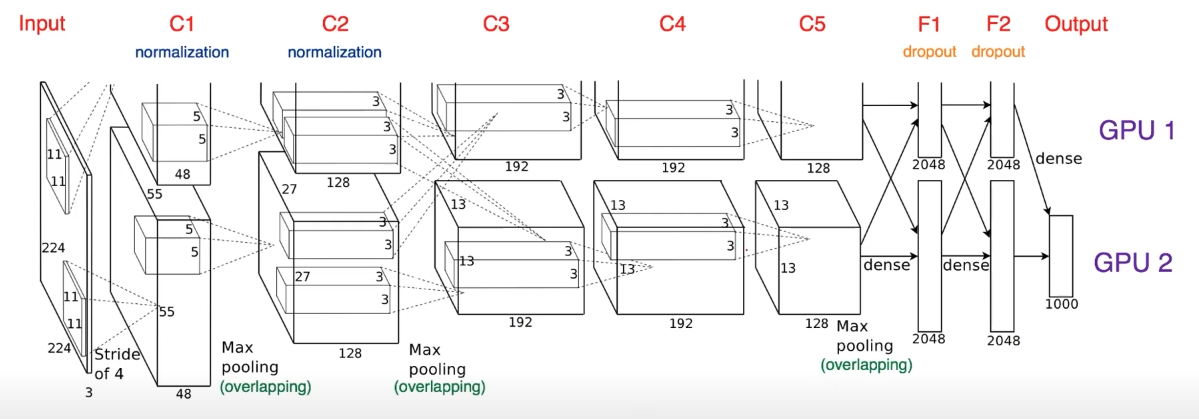 Input C1 C2 C3 C4 C5 F1 F2 Output
normalization normalization dropout dropout
GPU 1
GPU 2
11
11
224
11
11
224
3
Stride
of 4
5
5
48
55
5
5
55
48
Max
pooling
(overlapping)
3
3
3
128
27
3
3
27
3
3
128
Max
pooling
(overlapping)
3
3
192
13
3
3
13
192
3
3
192
13
3
3
13
192
128
13
13
128
Max
pooling
(overlapping)
2048
2048
dense
dense
dense
2048
2048
1000